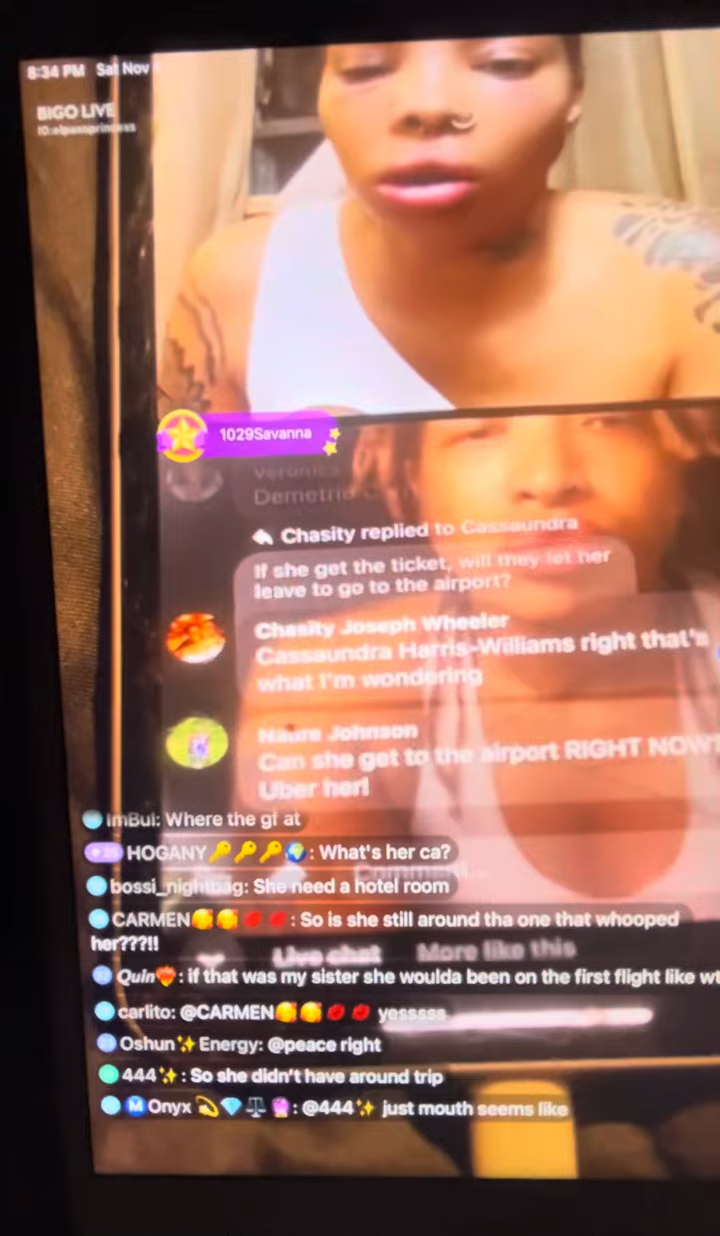 8:34 PM Sat Nov
BIGO LIVE
ID:elpasoprincess
1029Savanna
Veronica
Chasity replied to Cassaundra
If she get the ticket, will they let her
leave to go to the airport?
Chasity Joseph Wheeler
Cassaundra Harris-Williams right that's
what I'm wondering
Naure Johnson
Can she get to the airport RIGHT NOW?
Uber her!
ImBul: Where the gf at
HOGANY🔑🔑🔑🌍: What's her ca?
bossi_nightbag: She need a hotel room
Comment...
CARMEN🥰🥰💋💋: So is she still around tha one that whooped
her???!!
Live chat More like this
Quin❤️‍🔥: if that was my sister she woulda been on the first flight like wt
carlito: @CARMEN🥰🥰💋💋 yesssss
Oshun✨Energy: @peace right
444✨: So she didn't have around trip
M Onyx💫💎⚖️🔮: @444✨ just mouth seems like